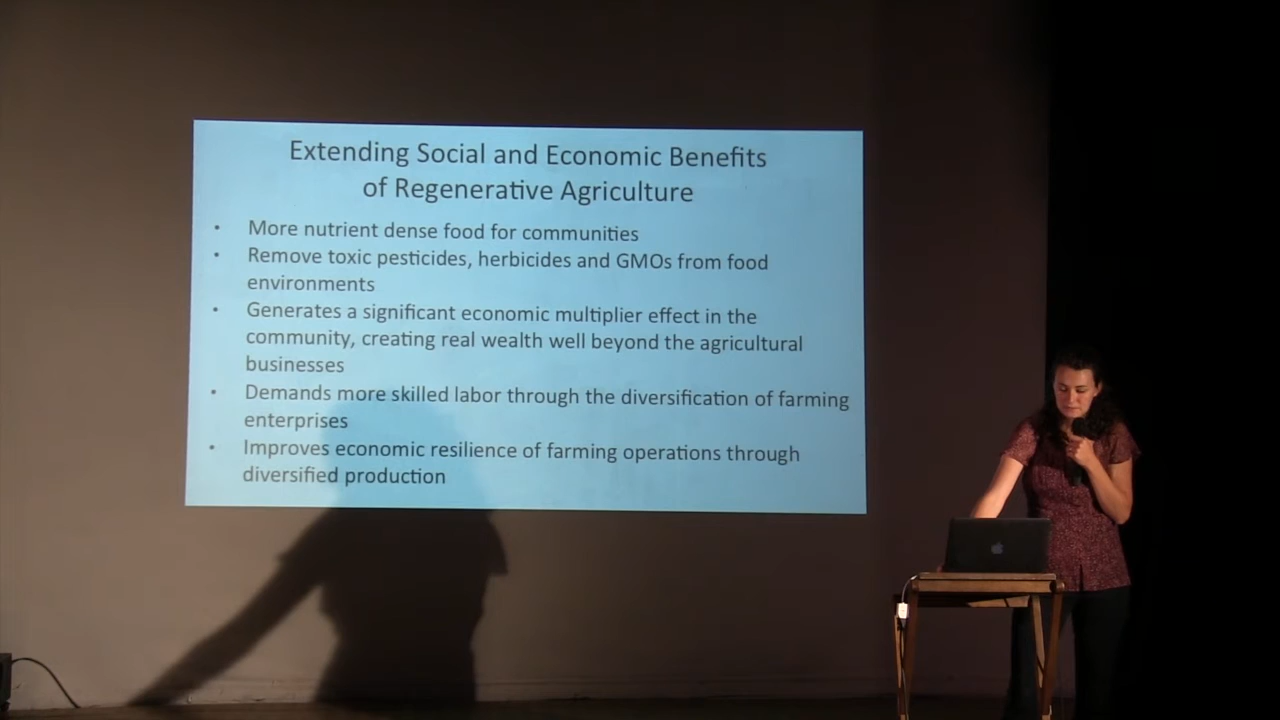 Extending Social and Economic Benefits
of Regenerative Agriculture
• More nutrient dense food for communities
• Remove toxic pesticides, herbicides and GMOs from food
environments
• Generates a significant economic multiplier effect in the
community, creating real wealth well beyond the agricultural
businesses
• Demands more skilled labor through the diversification of farming
enterprises
• Improves economic resilience of farming operations through
diversified production